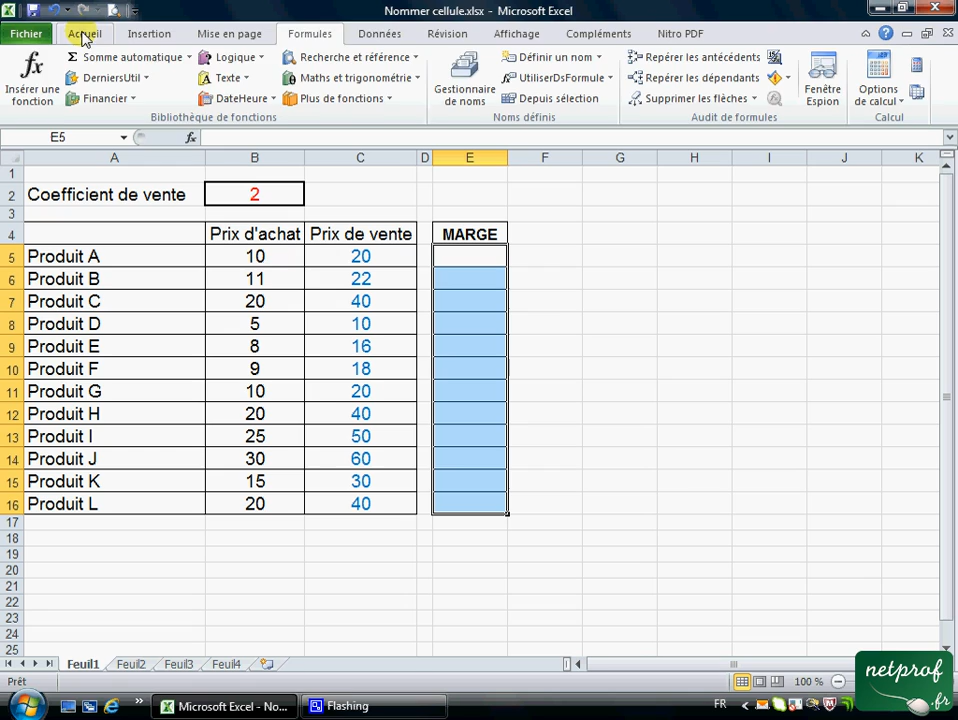 Nommer cellule.xlsx - Microsoft Excel
Fichier Accueil Insertion Mise en page Formules Données Révision Affichage Compléments Nitro PDF
Insérer une fonction
Σ Somme automatique
DerniersUtil
Financier
Logique
Texte
DateHeure
Recherche et référence
Maths et trigonométrie
Plus de fonctions
Bibliothèque de fonctions
Gestionnaire de noms
Définir un nom
UtiliserDsFormule
Depuis sélection
Noms définis
Repérer les antécédents
Repérer les dépendants
Supprimer les flèches
Audit de formules
Fenêtre Espion
Options de calcul
Calcul
E5 fx
A B C D E F G H I J K
1
2 Coefficient de vente 2
3
4 Prix d'achat Prix de vente MARGE
5 Produit A 10 20
6 Produit B 11 22
7 Produit C 20 40
8 Produit D 5 10
9 Produit E 8 16
10 Produit F 9 18
11 Produit G 10 20
12 Produit H 20 40
13 Produit I 25 50
14 Produit J 30 60
15 Produit K 15 30
16 Produit L 20 40
17
18
19
20
21
22
23
24
25
Feuil1 Feuil2 Feuil3 Feuil4
Prêt 100 %
Microsoft Excel - No... Flashing FR
netprof
.fr